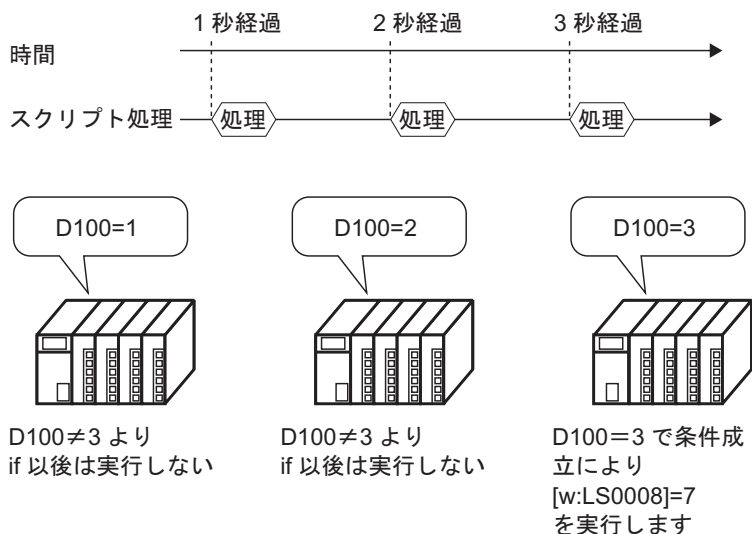 1 秒経過 2 秒経過 3 秒経過
時間
スクリプト処理 処理 処理 処理
D100=1 D100=2 D100=3
D100≠3 より
if 以後は実行しない
D100≠3 より
if 以後は実行しない
D100＝3 で条件成
立により
[w:LS0008]=7
を実行します